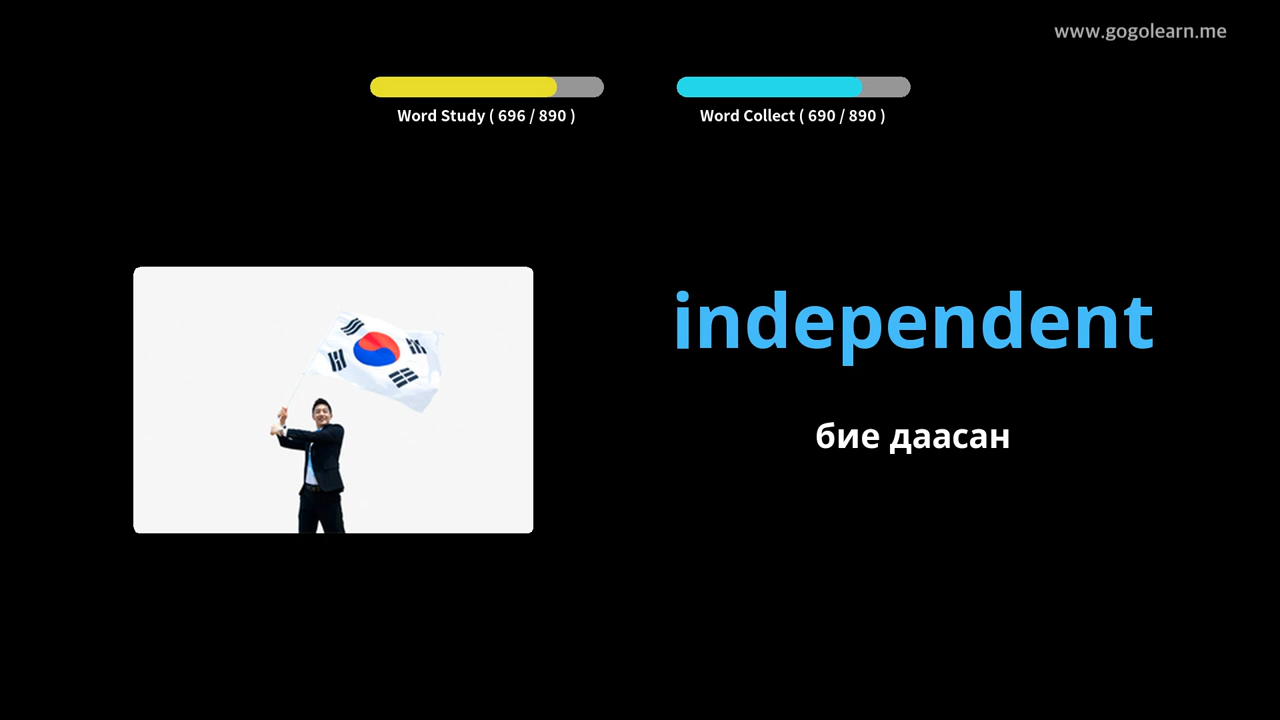 www.gogolearn.me
Word Study ( 696 / 890 )
Word Collect ( 690 / 890 )
independent
бие даасан